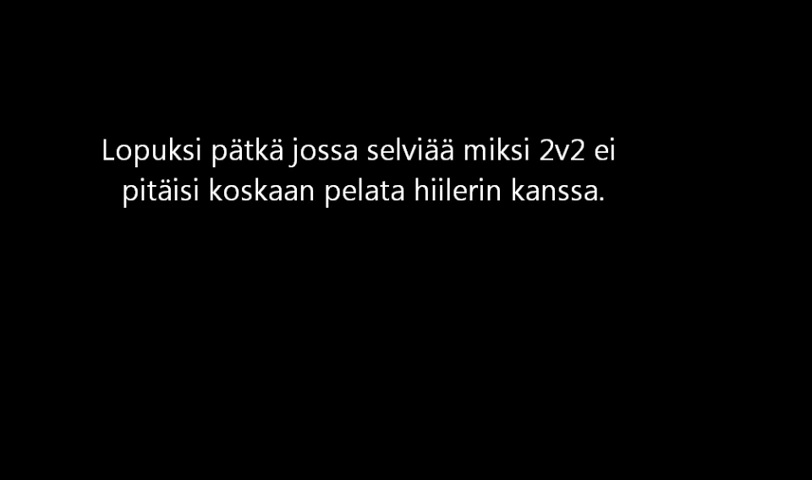 Lopuksi pätkä jossa selviää miksi 2v2 ei
pitäisi koskaan pelata hiilerin kanssa.